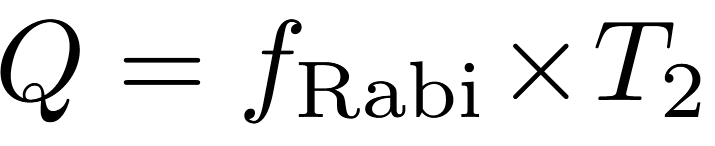 Q = f_Rabi × T_2